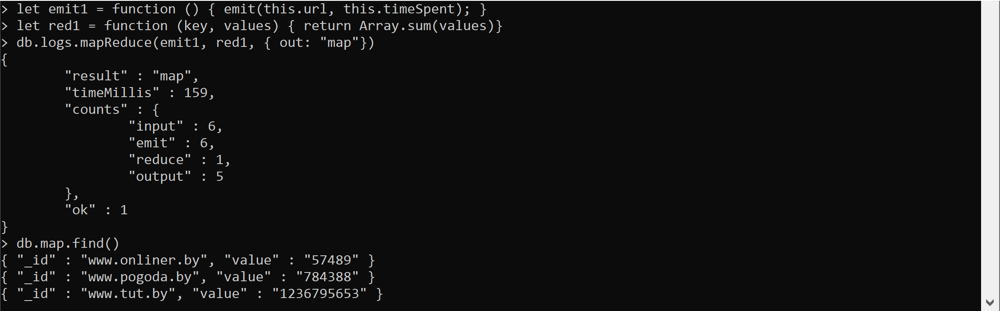 > let emit1 = function () { emit(this.url, this.timeSpent); }
> let red1 = function (key, values) { return Array.sum(values)}
> db.logs.mapReduce(emit1, red1, { out: "map"})
{
        "result" : "map",
        "timeMillis" : 159,
        "counts" : {
                "input" : 6,
                "emit" : 6,
                "reduce" : 1,
                "output" : 5
        },
        "ok" : 1
}
> db.map.find()
{ "_id" : "www.onliner.by", "value" : "57489" }
{ "_id" : "www.pogoda.by", "value" : "784388" }
{ "_id" : "www.tut.by", "value" : "1236795653" }